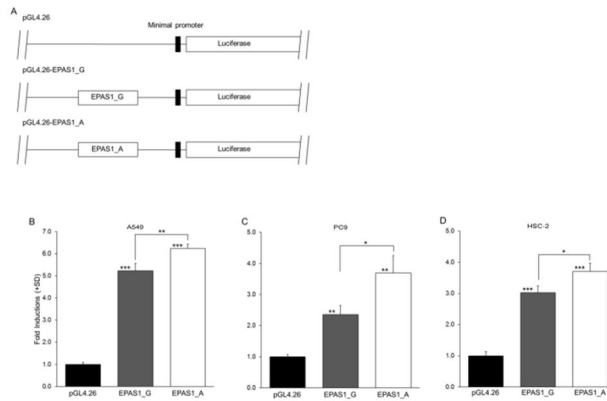 A
pGL4.26
Minimal promoter
Luciferase
pGL4.26-EPAS1_G
EPAS1_G
Luciferase
pGL4.26-EPAS1_A
EPAS1_A
Luciferase
B
A549
Fold Inductions (+SD)
7.0
6.0
5.0
4.0
3.0
2.0
1.0
0.0
***
***
**
pGL4.26
EPAS1_G
EPAS1_A
C
PC9
5.0
4.0
3.0
2.0
1.0
0.0
**
**
*
pGL4.26
EPAS1_G
EPAS1_A
D
HSC-2
5.0
4.0
3.0
2.0
1.0
0.0
***
***
*
pGL4.26
EPAS1_G
EPAS1_A